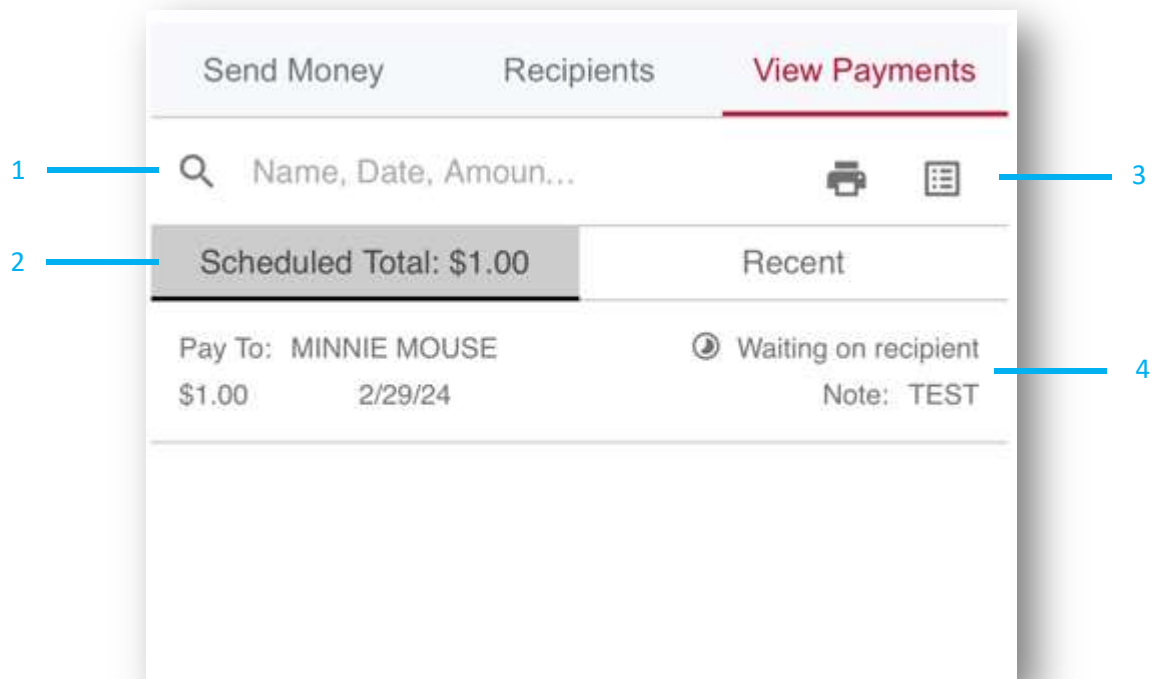 Send Money Recipients View Payments
1 Name, Date, Amoun... 3
2 Scheduled Total: $1.00 Recent
Pay To: MINNIE MOUSE Waiting on recipient
4
$1.00 2/29/24 Note: TEST